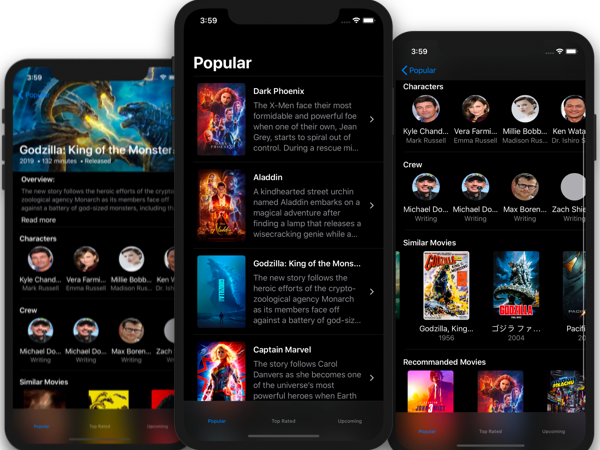 3:59
Popular
Godzilla: King of the Monster
2019 • 132 minutes • Released
Overview:
The new story follows the heroic efforts of the crypto-
zoological agency Monarch as its members face off
against a battery of god-sized monsters, including th
Read more
Characters
Kyle Chand...
Mark Russell
Vera Farmi...
Emma Russell
Millie Bobb...
Madison Rus...
Ken W
Dr. Is
Crew
Michael Do...
Writing
Michael Do...
Writing
Max Boren...
Writing
Zach
W
Similar Movies
Popular
Top Rated
Upcoming
3:59
Popular
Dark Phoenix
The X-Men face their most
formidable and powerful foe
when one of their own, Jean
Grey, starts to spiral out of
control. During a rescue mi...
Aladdin
A kindhearted street urchin
named Aladdin embarks on a
magical adventure after
finding a lamp that releases a
wisecracking genie while a...
Godzilla: King of the Mons...
The new story follows the
heroic efforts of the crypto-
zoological agency Monarch
as its members face off
against a battery of god-siz...
Captain Marvel
The story follows Carol
Danvers as she becomes one
of the universe's most
powerful heroes when Earth
Popular
Top Rated
Upcoming
3:59
Popular
Characters
Kyle Chand...
Mark Russell
Vera Farmi...
Emma Russell
Millie Bobb...
Madison Rus...
Ken Wata
Dr. Ishiro S
Crew
Michael Do...
Writing
Michael Do...
Writing
Max Boren...
Writing
Zach Shie
Writing
Similar Movies
GODZILLA
Godzilla, King...
1956
GODZILLA
ゴジラ ファ...
2004
Pacifi
20
Recommanded Movies
PIKACHU
Popular
Top Rated
Upcoming